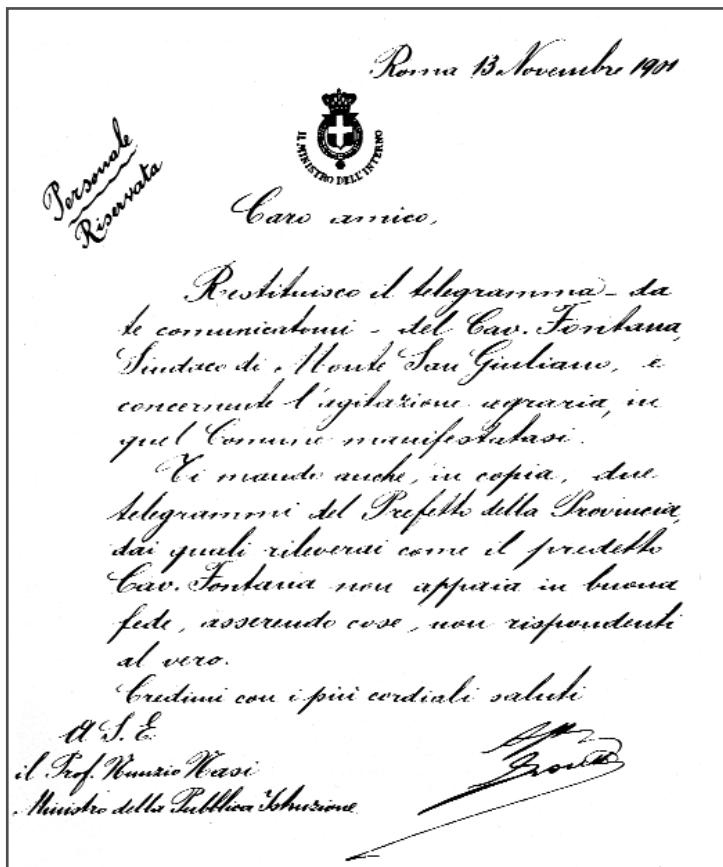 Roma 13 Novembre 1901
IL MINISTRO DELL'INTERNO
Personale
Riservata
Caro amico,
Restituisco il telegramma - da
te comunicatomi - del Cav. Fontana,
Sindaco di Monte San Giuliano, e
concernente l'agitazione agraria, in
quel Comune manifestatasi.
Ti mando anche, in copia, due
telegrammi del Prefetto della Provincia,
dai quali rileverai come il predetto
Cav. Fontana non appaia in buona
fede, asserendo cose, non rispondenti
al vero.
Credimi con i più cordiali saluti
A S. E.
il Prof. Nunzio Nasi
Ministro della Pubblica Istruzione